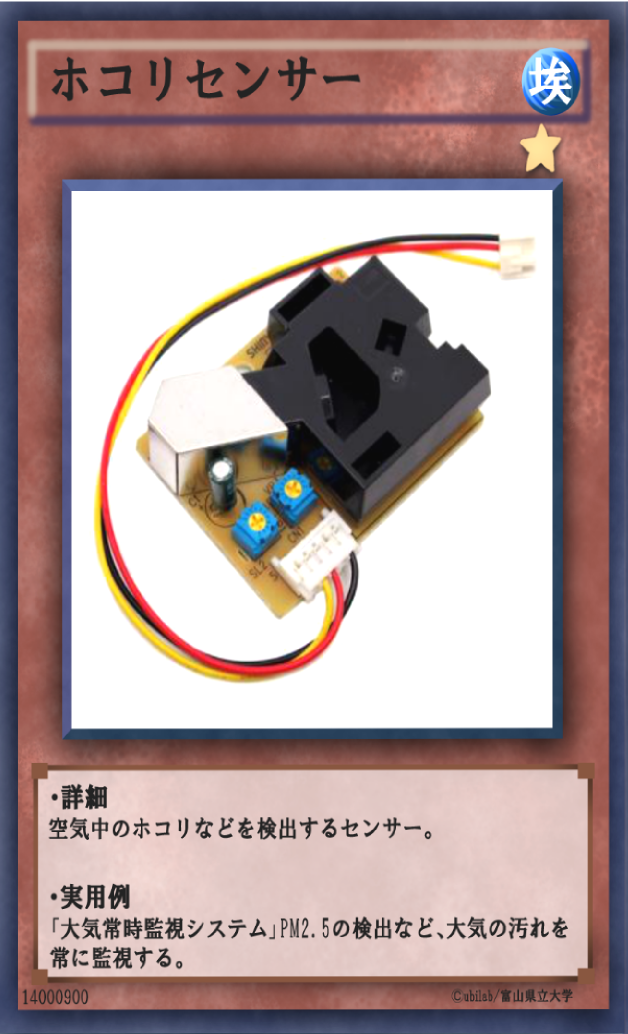 ホコリセンサー
埃
SHIN
SL2
CN1
・詳細
空気中のホコリなどを検出するセンサー。
・実用例
「大気常時監視システム」PM2.5の検出など、大気の汚れを
常に監視する。
14000900
©ubilab/富山県立大学